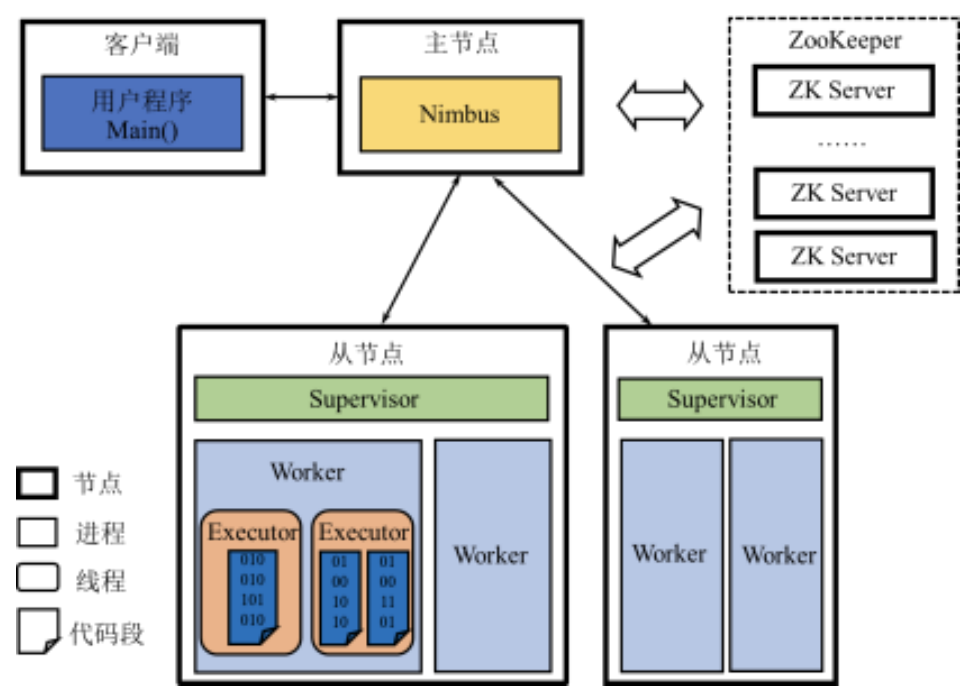 客户端
用户程序
Main()
主节点
Nimbus
ZooKeeper
ZK Server
......
ZK Server
ZK Server
从节点
Supervisor
Worker
Executor
010
010
101
010
Executor
01
00
10
10
01
00
11
01
Worker
从节点
Supervisor
Worker
Worker
节点
进程
线程
代码段